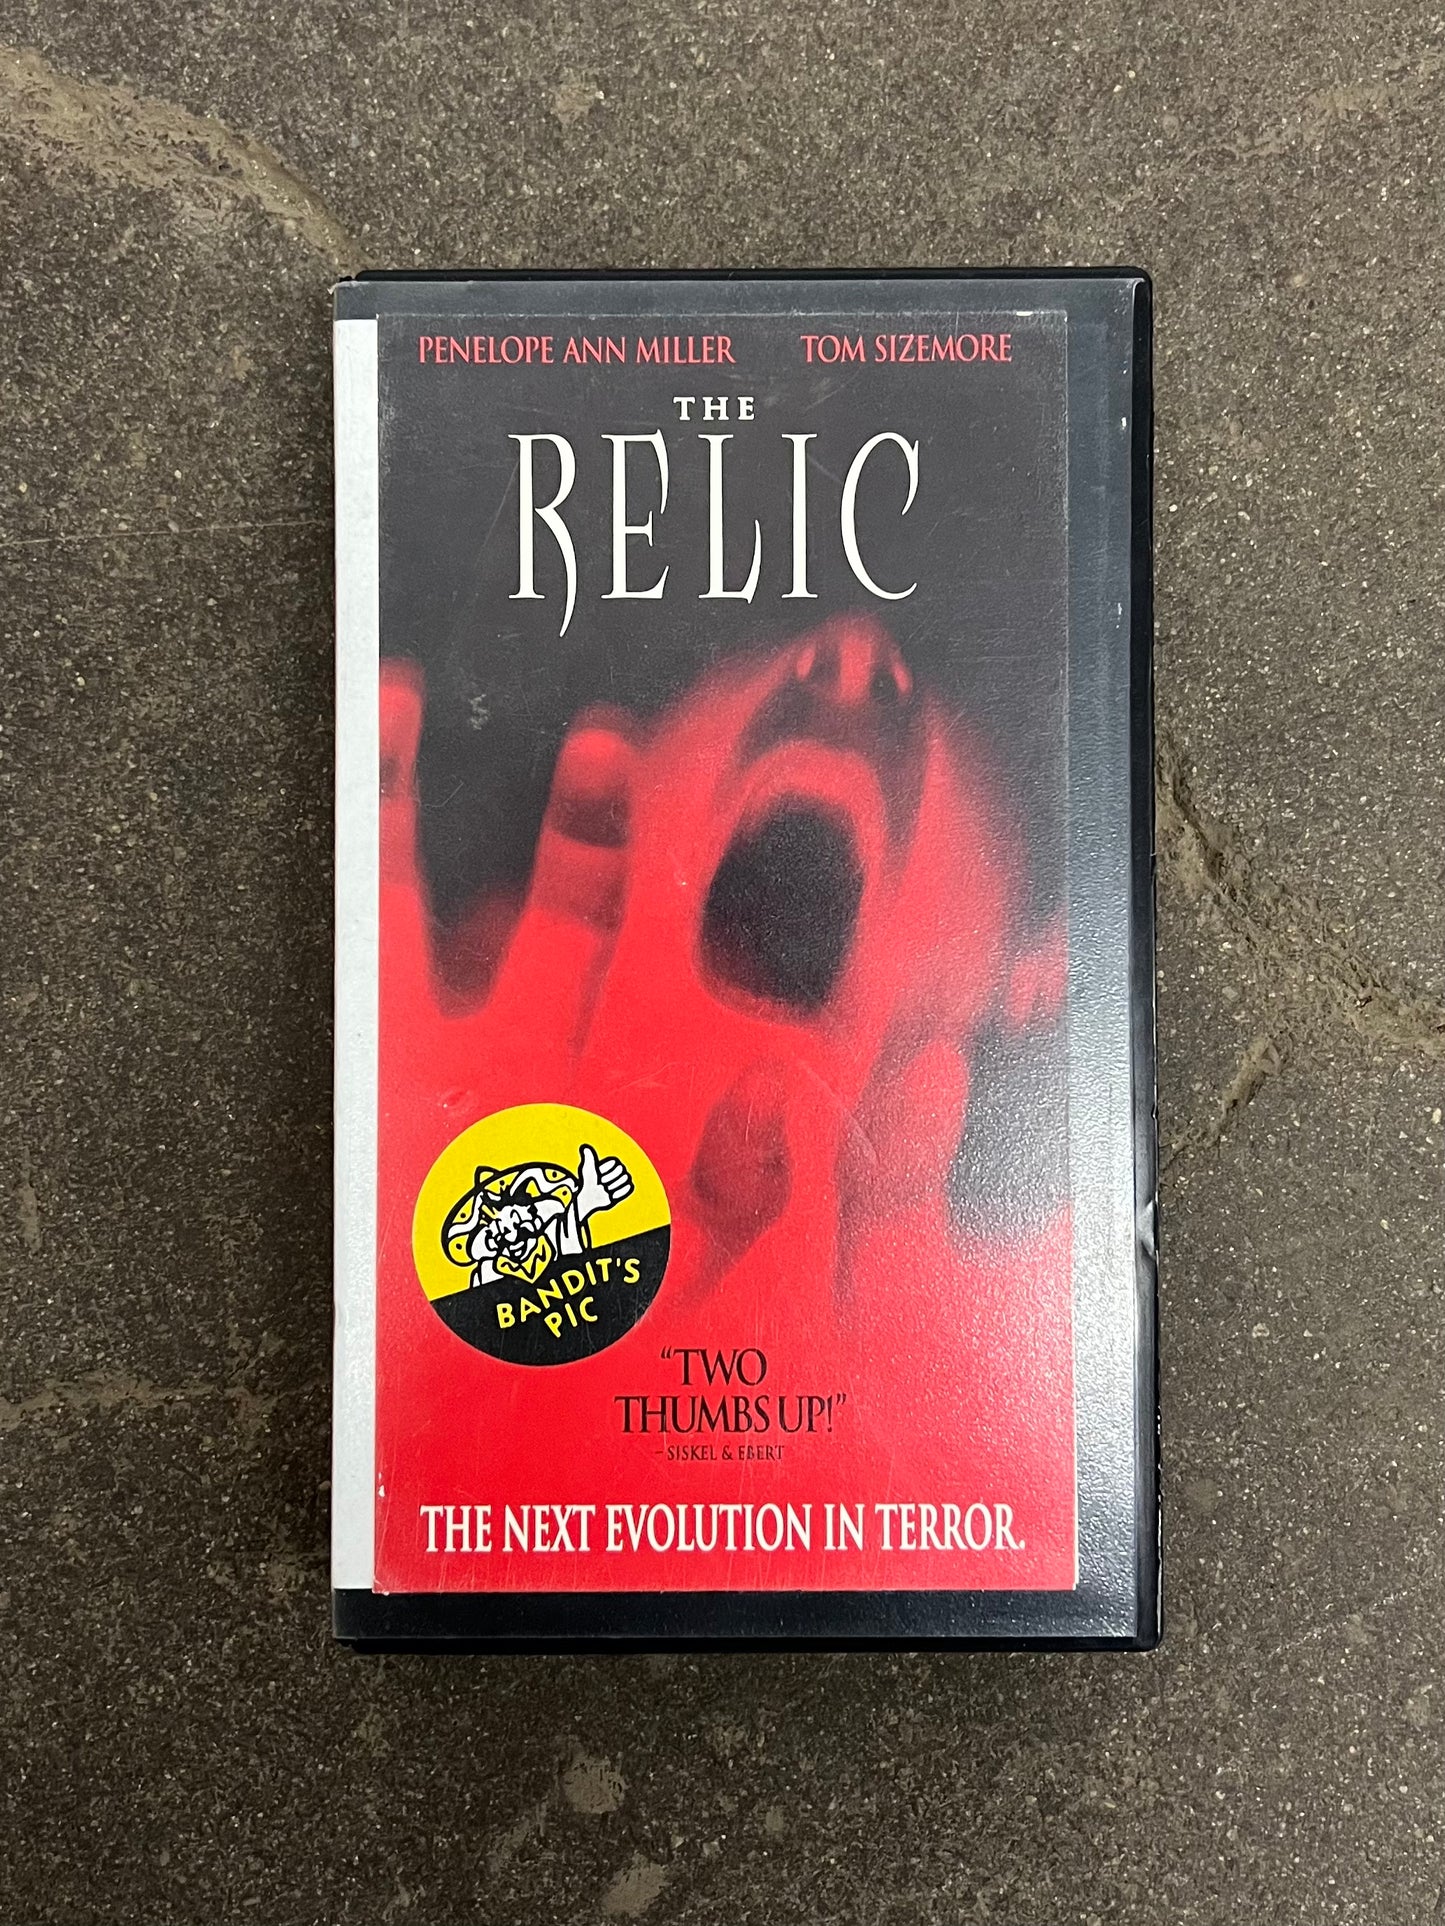 PENELOPE ANN MILLER TOM SIZEMORE
THE
RELIC
BANDIT'S
PIC
"TWO
THUMBS UP!"
- SISKEL & EBERT
THE NEXT EVOLUTION IN TERROR.